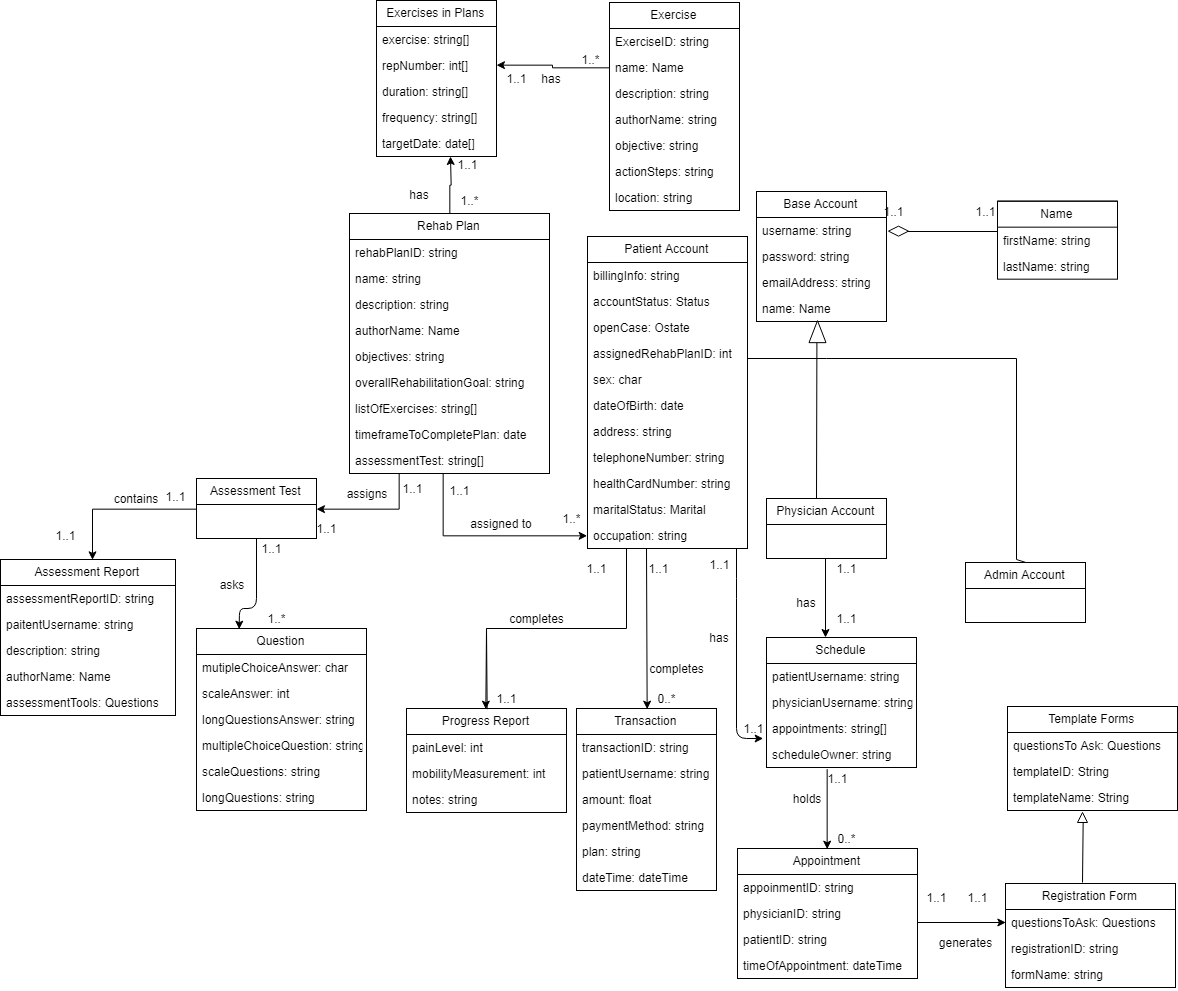 Exercises in Plans
exercise: string[]
repNumber: int[]
duration: string[]
frequency: string[]
targetDate: date[]
Exercise
ExerciseID: string
name: Name
description: string
authorName: string
objective: string
actionSteps: string
location: string
1..*
1..1
has
1..1
has
1..*
Rehab Plan
rehabPlanID: string
name: string
description: string
authorName: Name
objectives: string
overallRehabilitationGoal: string
listOfExercises: string[]
timeframeToCompletePlan: date
assessmentTest: string[]
Patient Account
billingInfo: string
accountStatus: Status
openCase: Ostate
assignedRehabPlanID: int
sex: char
dateOfBirth: date
address: string
telephoneNumber: string
healthCardNumber: string
maritalStatus: Marital
occupation: string
Base Account
username: string
password: string
emailAddress: string
name: Name
1..1
1..1
Name
firstName: string
lastName: string
Physician Account
Admin Account
assigns
1..1
1..1
1..1
assigned to
1..*
Assessment Test
contains
1..1
1..1
Assessment Report
assessmentReportID: string
paitentUsername: string
description: string
authorName: Name
assessmentTools: Questions
1..1
asks
1..*
Question
mutipleChoiceAnswer: char
scaleAnswer: int
longQuestionsAnswer: string
multipleChoiceQuestion: string
scaleQuestions: string
longQuestions: string
1..1
completes
1..1
Progress Report
painLevel: int
mobilityMeasurement: int
notes: string
1..1
completes
0..*
Transaction
transactionID: string
patientUsername: string
amount: float
paymentMethod: string
plan: string
dateTime: dateTime
1..1
has
1..1
1..1
has
1..1
Schedule
patientUsername: string
physicianUsername: string
appointments: string[]
scheduleOwner: string
1..1
holds
0..*
Appointment
appoinmentID: string
physicianID: string
patientID: string
timeOfAppointment: dateTime
1..1
1..1
generates
Template Forms
questionsTo Ask: Questions
templateID: String
templateName: String
Registration Form
questionsToAsk: Questions
registrationID: string
formName: string